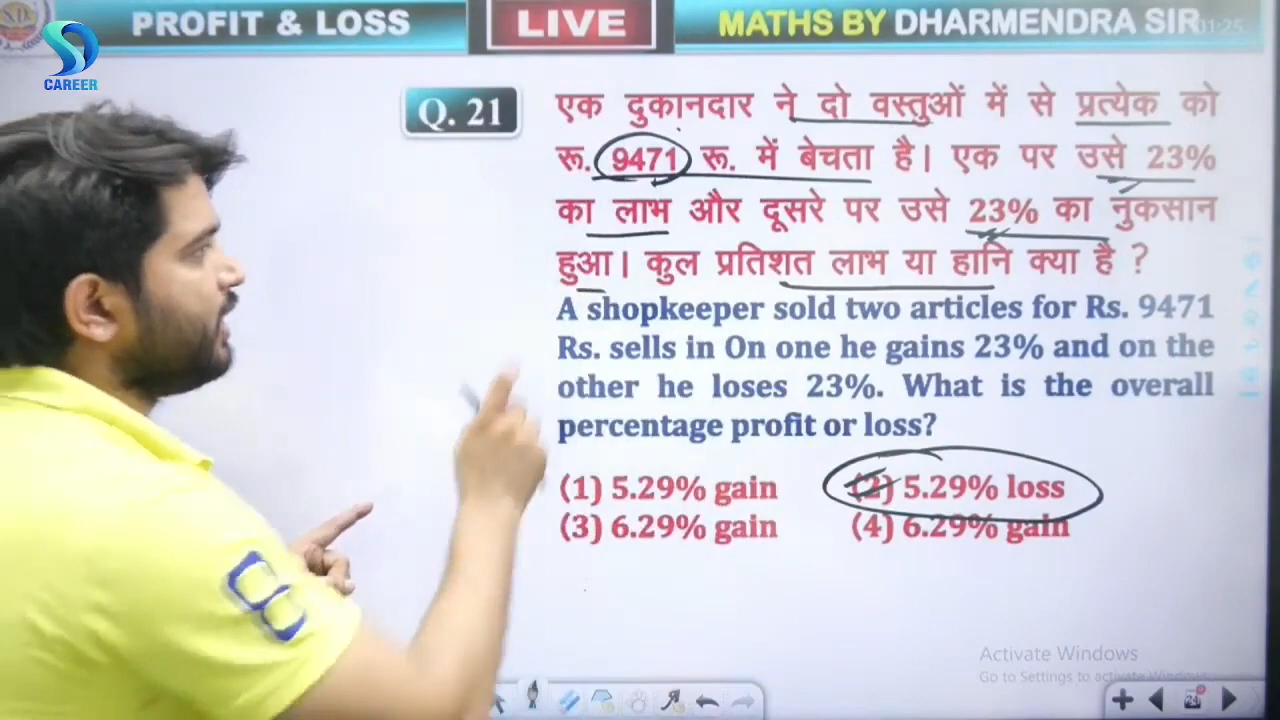 PROFIT & LOSS
LIVE
MATHS BY DHARMENDRA SIR
01:25
CAREER
Q. 21
एक दुकानदार ने दो वस्तुओं में से प्रत्येक को
रू. 9471 रू. में बेचता है। एक पर उसे 23%
का लाभ और दूसरे पर उसे 23% का नुकसान
हुआ। कुल प्रतिशत लाभ या हानि क्या है ?
A shopkeeper sold two articles for Rs. 9471
Rs. sells in On one he gains 23% and on the
other he loses 23%. What is the overall
percentage profit or loss?
(1) 5.29% gain (2) 5.29% loss
(3) 6.29% gain (4) 6.29% gain
Activate Windows
Go to Settings to activate Windows.